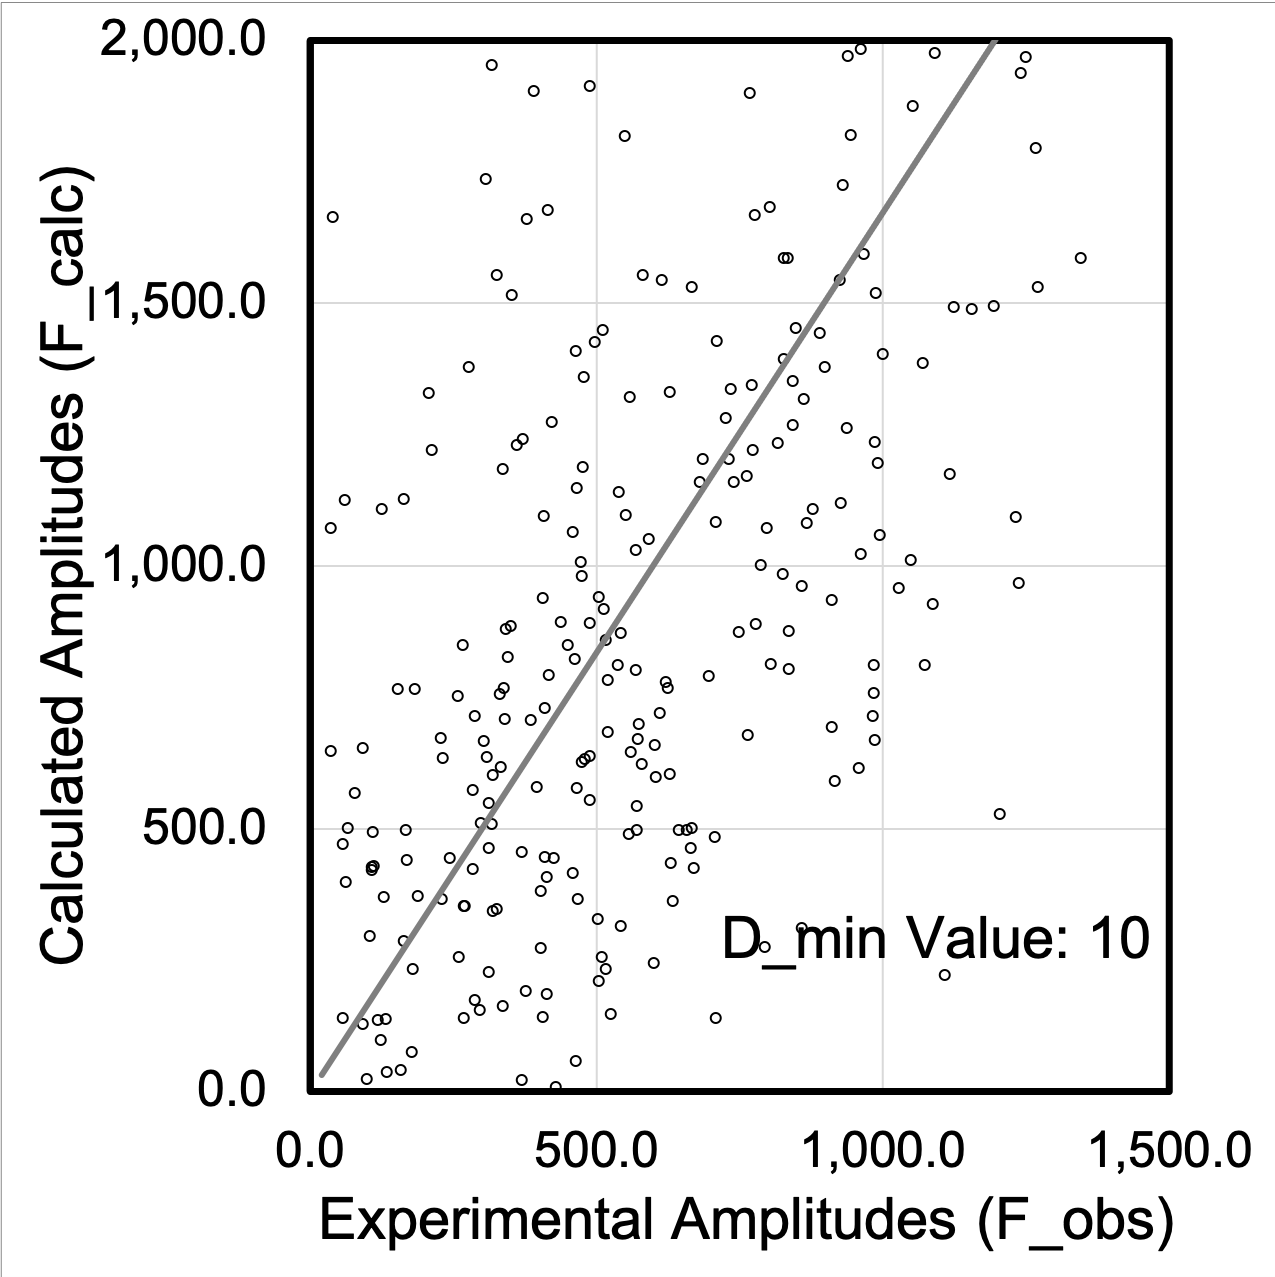 2,000.0
1,500.0
1,000.0
500.0
0.0
Calculated Amplitudes (F_calc)
D_min Value: 10
0.0 500.0 1,000.0 1,500.0
Experimental Amplitudes (F_obs)